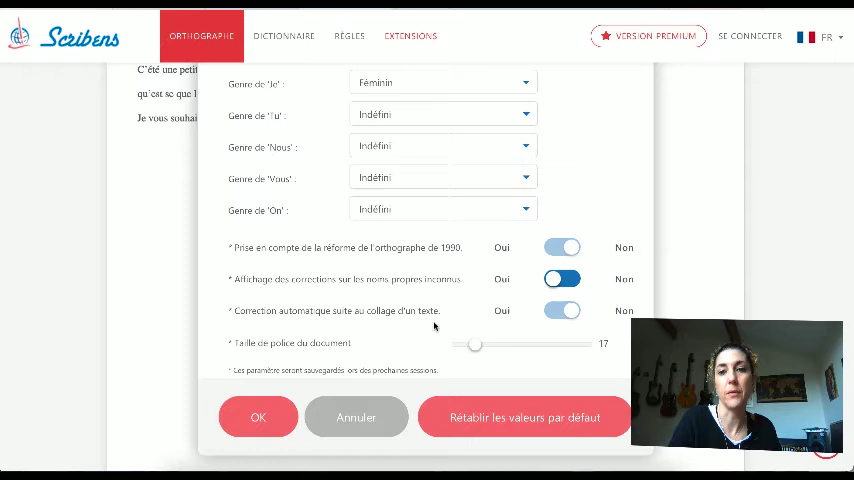 Scribens
ORTHOGRAPHE
DICTIONNAIRE
RÈGLES
EXTENSIONS
VERSION PREMIUM
SE CONNECTER
FR
C'été une petit
qu'est se que l
Je vous souhai
Genre de 'Je' :
Féminin
Genre de 'Tu' :
Indéfini
Genre de 'Nous' :
Indéfini
Genre de 'Vous' :
Indéfini
Genre de 'On' :
Indéfini
* Prise en compte de la réforme de l'orthographe de 1990.
Oui
Non
* Affichage des corrections sur les noms propres inconnus.
Oui
Non
* Correction automatique suite au collage d'un texte.
Oui
Non
* Taille de police du document
17
* Ces paramètre seront sauvegardés lors des prochaines sessions.
OK
Annuler
Rétablir les valeurs par défaut